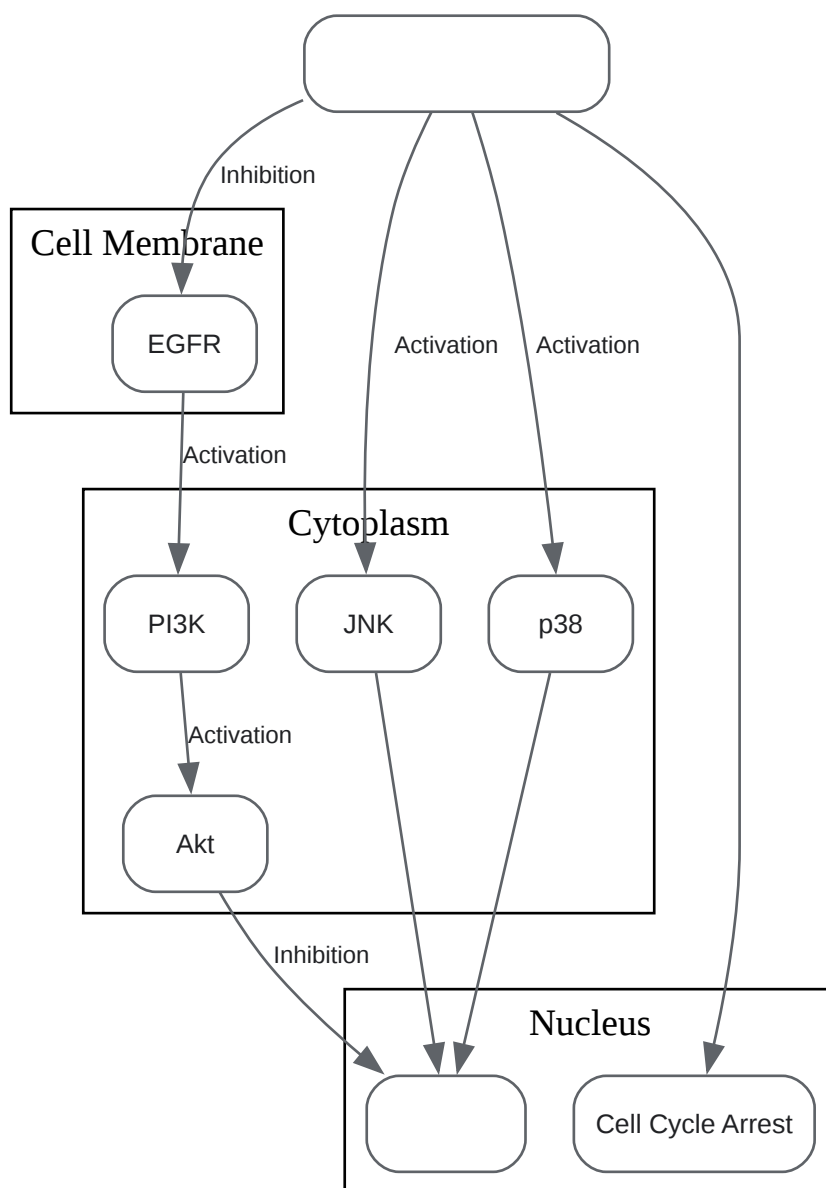 Inhibition
Cell Membrane
EGFR
Activation
Activation
Activation
Cytoplasm
PI3K
JNK
p38
Activation
Akt
Inhibition
Nucleus
Cell Cycle Arrest